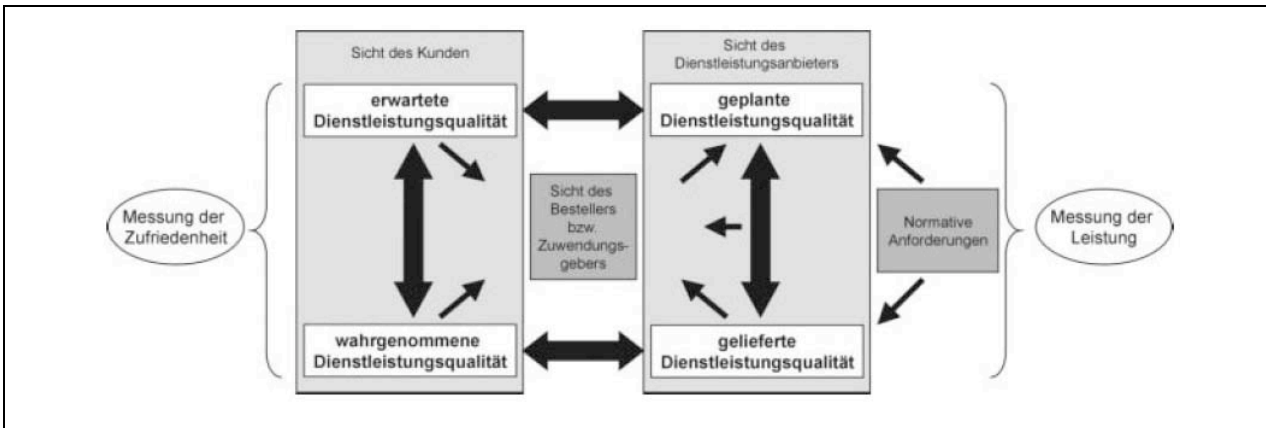 Sicht des Kunden
Sicht des
Dienstleistungsanbieters
erwartete
Dienstleistungsqualität
geplante
Dienstleistungsqualität
Messung der
Zufriedenheit
Sicht des
Bestellers
bzw.
Zuwendungs-
gebers
Normative
Anforderungen
Messung der
Leistung
wahrgenommene
Dienstleistungsqualität
gelieferte
Dienstleistungsqualität